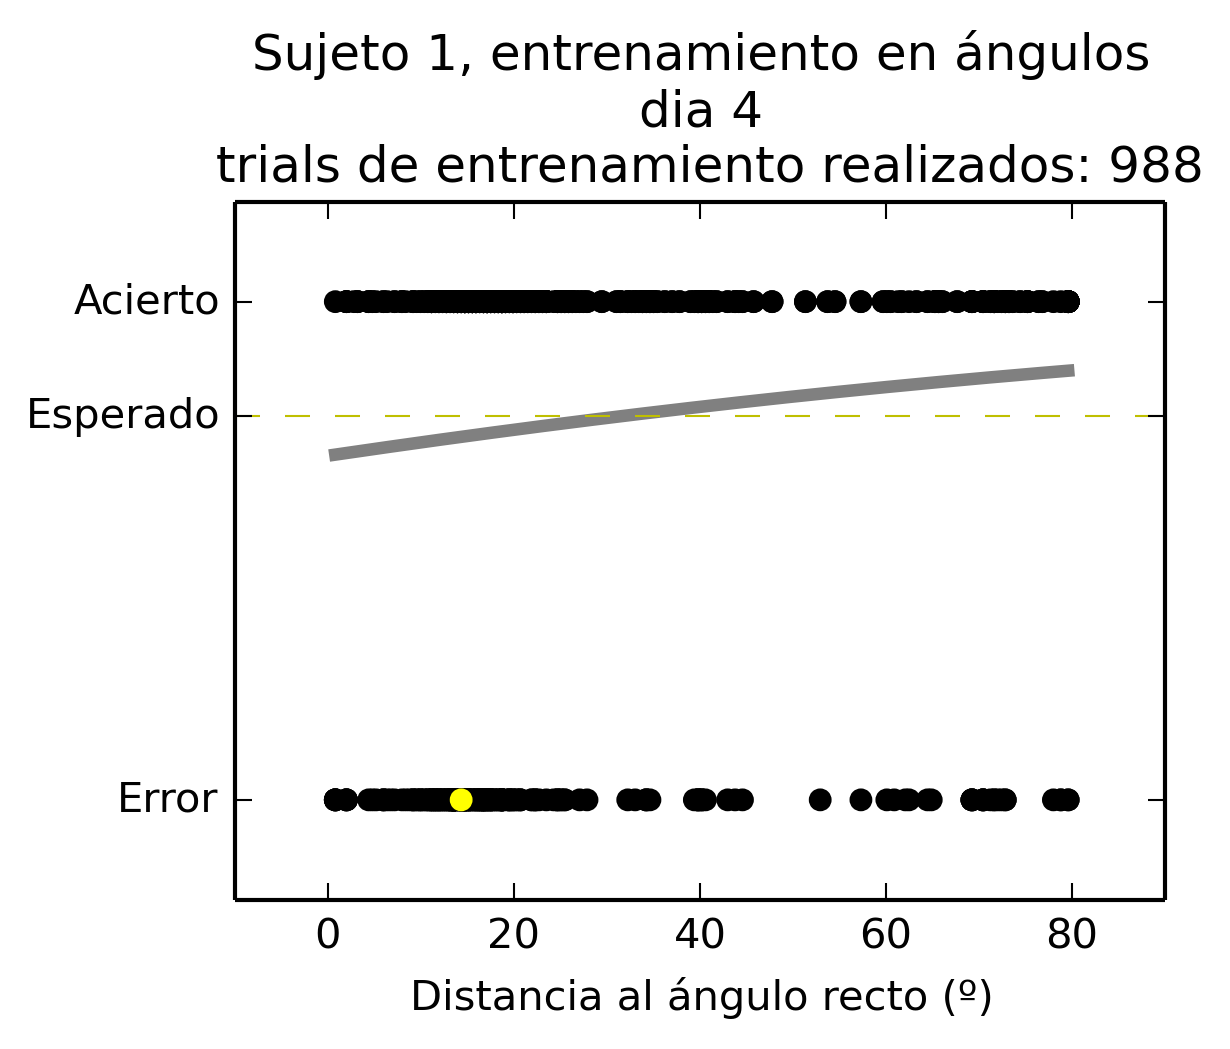 Sujeto 1, entrenamiento en ángulos
dia 4
trials de entrenamiento realizados: 988
Acierto
Esperado
Error
0 20 40 60 80
Distancia al ángulo recto (º)